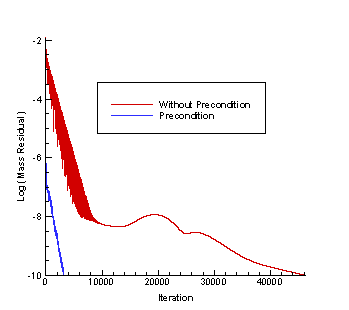 -2
-4
-6
-8
-10
Log ( Mass Residual )
Without Precondition
Precondition
0
10000
20000
30000
40000
Iteration